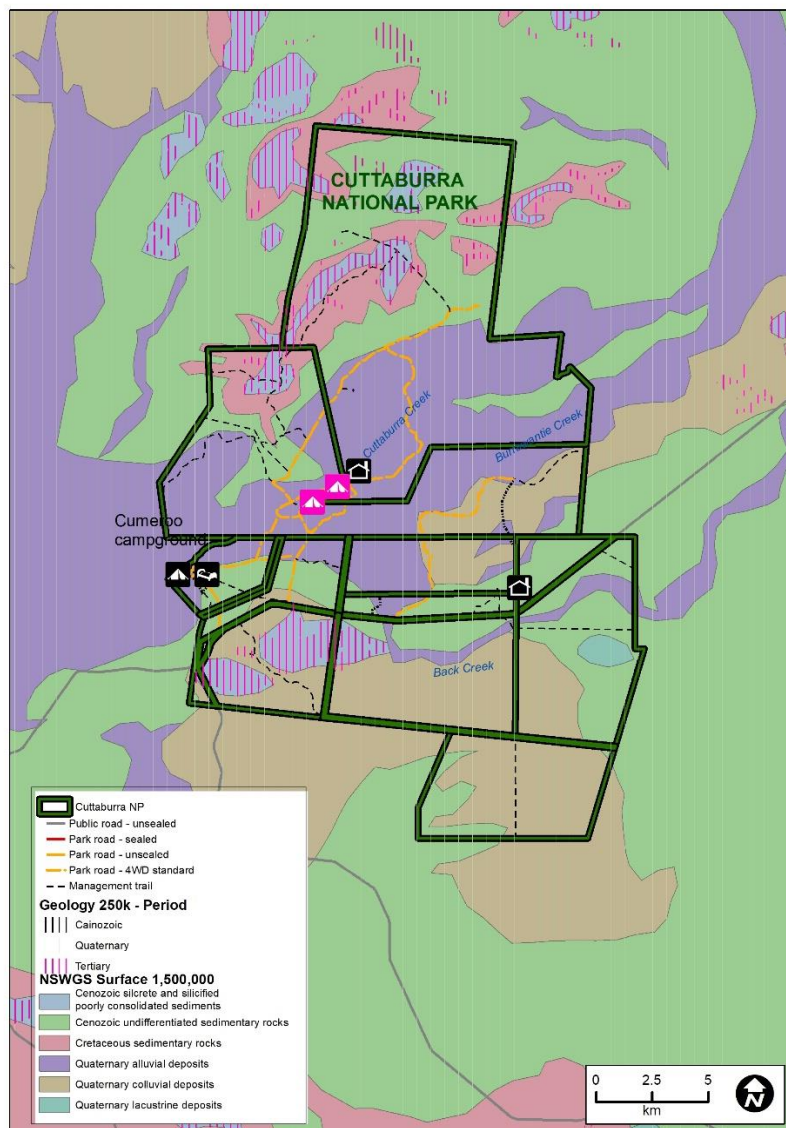 CUTTABURRA
NATIONAL PARK
Cuttaburra Creek
Burrawantie Creek
Cumeroo
campground
Back Creek
Cuttaburra NP
Public road - unsealed
Park road - sealed
Park road - unsealed
Park road - 4WD standard
Management trail
Geology 250k - Period
Cainozoic
Quaternary
Tertiary
NSWGS Surface 1,500,000
Cenozoic silcrete and silicified
poorly consolidated sediments
Cenozoic undifferentiated sedimentary rocks
Cretaceous sedimentary rocks
Quaternary alluvial deposits
Quaternary colluvial deposits
Quaternary lacustrine deposits
0 2.5 5
km
N